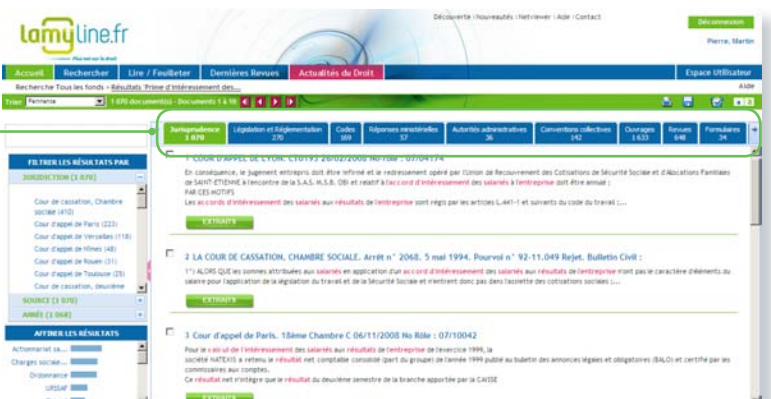 Découverte | Nouveautés | Netviewer | Aide | Contact
Déconnexion
lamyline.fr
Plus net sur le droit
Pierre, Martin
Accueil Rechercher Lire / Feuilleter Dernières Revues Actualités du Droit Espace Utilisateur
Recherche Tous les fonds > Résultats 'Prime d'intéressement des... Aide
Trier Pertinence 1 070 document(s) - Documents 1 à 10
Jurisprudence Législation et Réglementation Codes Réponses ministérielles Autorités administratives Conventions collectives Ouvrages Revues Formulaires
1 070 270 169 57 36 142 1 633 648 34
FILTRER LES RÉSULTATS PAR
JURIDICTION (1 070)
Cour de cassation, Chambre
sociale (410)
Cour d'appel de Paris (223)
Cour d'appel de Versailles (118)
Cour d'appel de Nîmes (48)
Cour d'appel de Rouen (31)
Cour d'appel de Toulouse (25)
Cour de cassation, deuxième
SOURCE (1 070)
ANNÉE (1 068)
AFFINER LES RÉSULTATS
Actionnariat sa...
Charges sociale...
Ordonnance
URSSAF
1 COUR D'APPEL DE LYON. CT0193 26/02/2008 No Rôle : 07/04174
En conséquence, le jugement entrepris doit être infirmé et le redressement opéré par l'Union de Recouvrement des Cotisations de Sécurité Sociale et d'Allocations Familiales
de SAINT-ETIENNE à l'encontre de la S.A.S. M.S.B. OBI et relatif à l'accord d'intéressement des salariés à l'entreprise doit être annulé ;
PAR CES MOTIFS
Les accords d'intéressement des salariés aux résultats de l'entreprise sont régis par les articles L.441-1 et suivants du code du travail ;...
EXTRAITS
2 LA COUR DE CASSATION, CHAMBRE SOCIALE. Arrêt n° 2068. 5 mai 1994. Pourvoi n° 92-11.049 Rejet. Bulletin Civil :
1°) ALORS QUE les sommes attribuées aux salariés en application d'un accord d'intéressement des salariés aux résultats de l'entreprise n'ont pas le caractère d'éléments du
salaire pour l'application de la législation du travail et de la Sécurité Sociale et n'entrent donc pas dans l'assiette des cotisations sociales ;...
EXTRAITS
3 Cour d'appel de Paris. 18ème Chambre C 06/11/2008 No Rôle : 07/10042
Pour le calcul de l'intéressement des salariés aux résultats de l'entreprise de l'exercice 1999, la
société NATEXIS a retenu le résultat net comptable consolidé (part du groupe) de l'année 1999 publié au bulletin des annonces légales et obligatoires (BALO) et certifié par les
commissaires aux comptes.
Ce résultat net n'intègre que le résultat du deuxième semestre de la branche apportée par la CAISSE
EXTRAITS